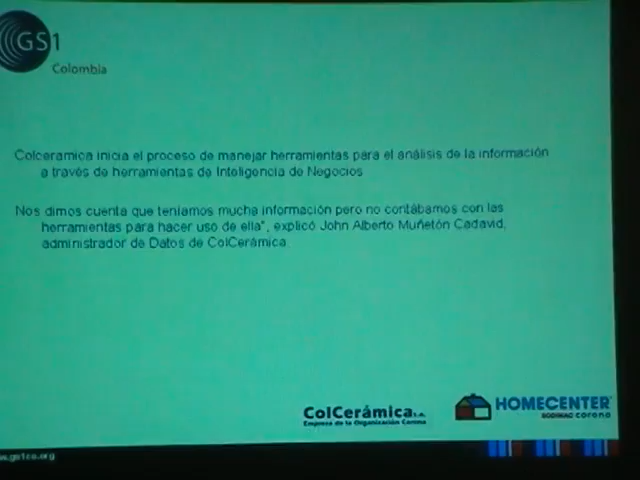 GS1
Colombia
Colceramica inicia el proceso de manejar herramientas para el análisis de la información
a través de herramientas de Inteligencia de Negocios
Nos dimos cuenta que teníamos mucha información pero no contábamos con las
herramientas para hacer uso de ella", explicó John Alberto Muñetón Cadavid,
administrador de Datos de ColCerámica.
ColCerámica S.A.
Empresa de la Organización Corona
HOMECENTER
SODIMAC corona
w.gs1co.org